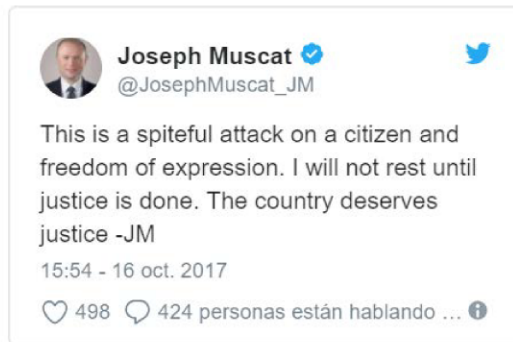 Joseph Muscat
@JosephMuscat_JM
This is a spiteful attack on a citizen and
freedom of expression. I will not rest until
justice is done. The country deserves
justice -JM
15:54 - 16 oct. 2017
498 424 personas están hablando ...